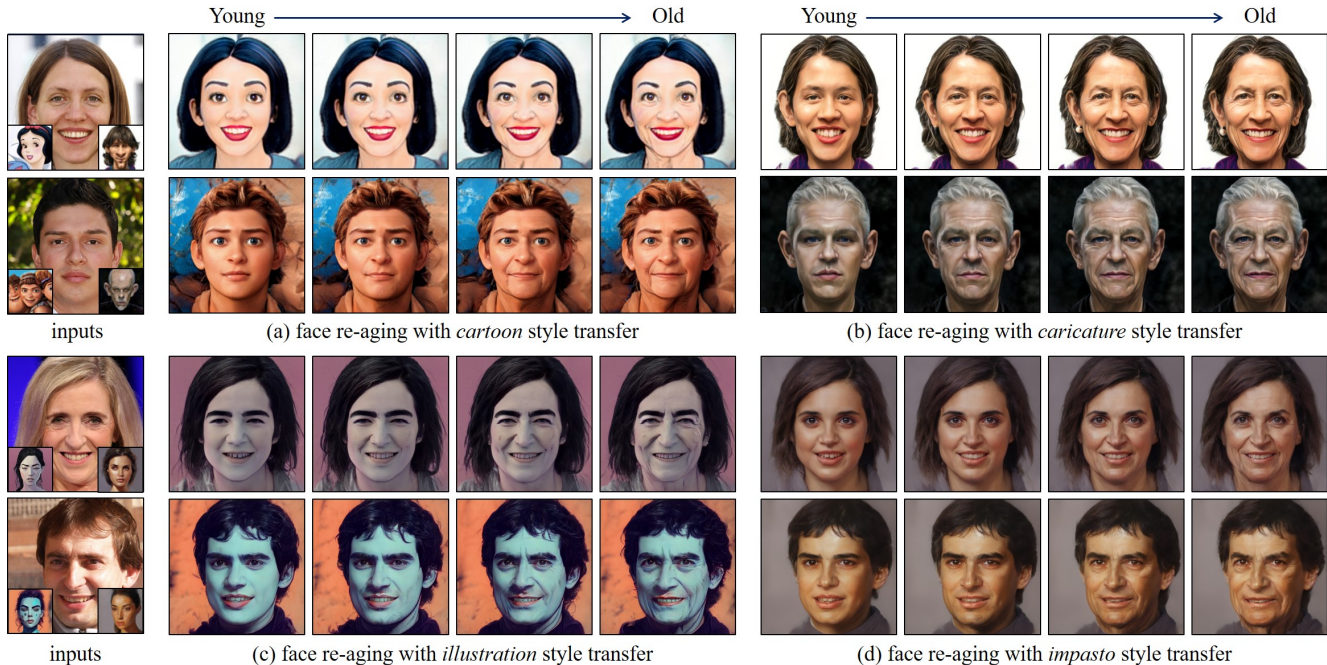 Young Old Young Old
inputs (a) face re-aging with cartoon style transfer (b) face re-aging with caricature style transfer
inputs (c) face re-aging with illustration style transfer (d) face re-aging with impasto style transfer